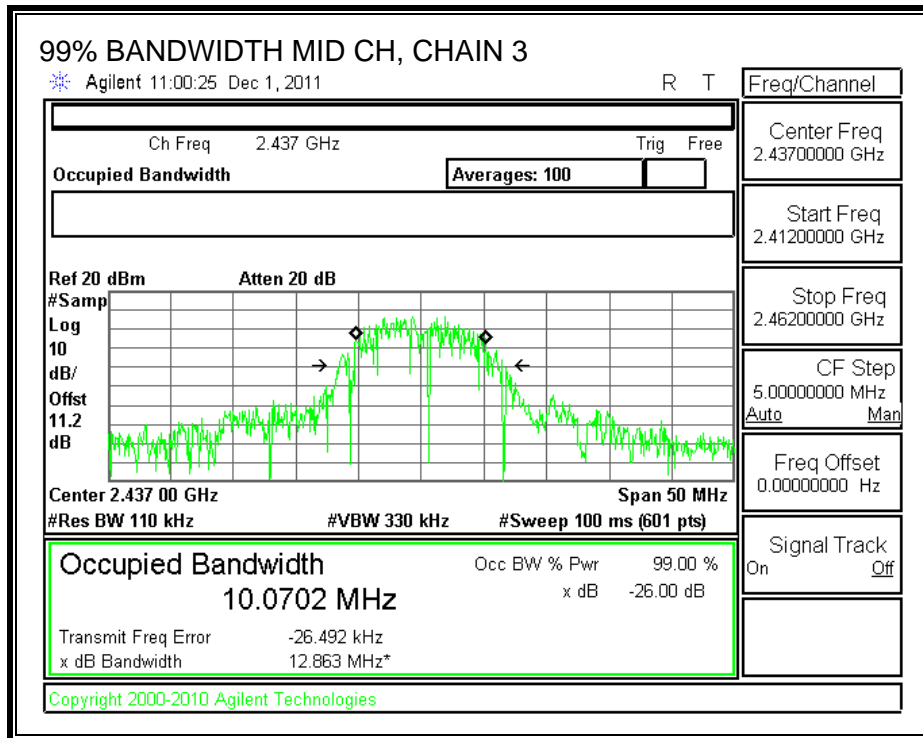 99% BANDWIDTH MID CH, CHAIN 3
Agilent 11:00:25 Dec 1, 2011 R T
Freq/Channel
Ch Freq 2.437 GHz Trig Free
Occupied Bandwidth Averages: 100
Center Freq
2.43700000 GHz
Start Freq
2.41200000 GHz
Stop Freq
2.46200000 GHz
CF Step
5.00000000 MHz
Auto Man
Freq Offset
0.00000000 Hz
Signal Track
On Off
Ref 20 dBm Atten 20 dB
#Samp
Log
10
dB/
Offst
11.2
dB
Center 2.437 00 GHz Span 50 MHz
#Res BW 110 kHz #VBW 330 kHz #Sweep 100 ms (601 pts)
Occupied Bandwidth Occ BW % Pwr 99.00 %
10.0702 MHz x dB -26.00 dB
Transmit Freq Error -26.492 kHz
x dB Bandwidth 12.863 MHz*
Copyright 2000-2010 Agilent Technologies